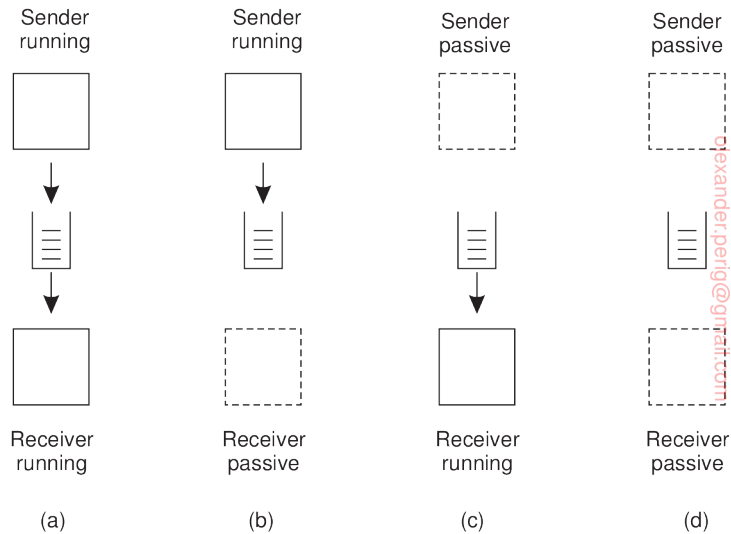 Sender
running
Sender
running
Sender
passive
Sender
passive
Receiver
running
Receiver
passive
Receiver
running
Receiver
passive
(a)
(b)
(c)
(d)
olexander.perig@gmail.com